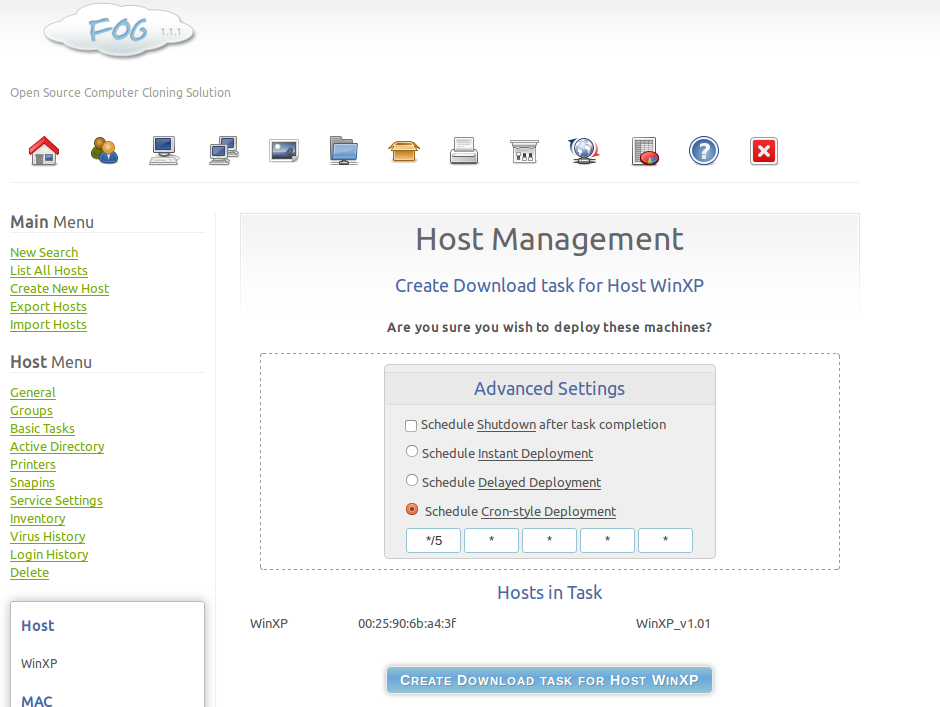 FOG 1.1.1
Open Source Computer Cloning Solution
Main Menu
New Search
List All Hosts
Create New Host
Export Hosts
Import Hosts
Host Menu
General
Groups
Basic Tasks
Active Directory
Printers
Snapins
Service Settings
Inventory
Virus History
Login History
Delete
Host
WinXP
MAC
Host Management
Create Download task for Host WinXP
Are you sure you wish to deploy these machines?
Advanced Settings
Schedule Shutdown after task completion
Schedule Instant Deployment
Schedule Delayed Deployment
Schedule Cron-style Deployment
*/5 * * * *
Hosts in Task
WinXP 00:25:90:6b:a4:3f WinXP_v1.01
Create Download task for Host WinXP